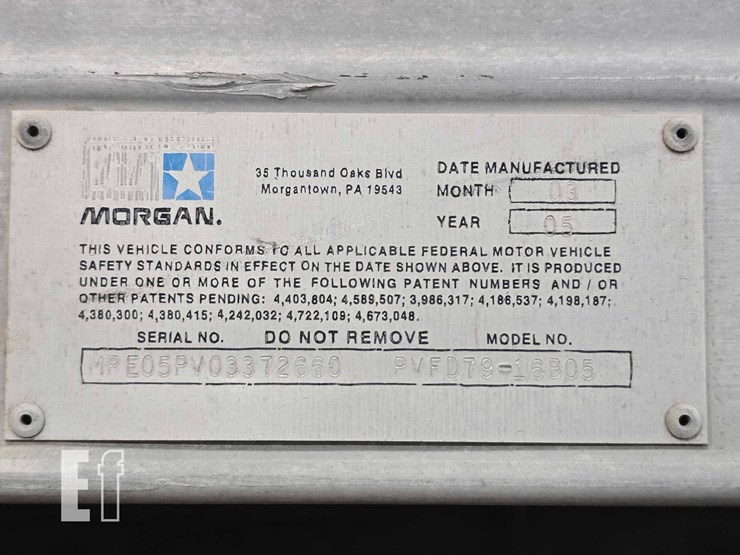 35 Thousand Oaks Blvd
Morgantown, PA 19543
MORGAN.
DATE MANUFACTURED
MONTH 03
YEAR 05
THIS VEHICLE CONFORMS TO ALL APPLICABLE FEDERAL MOTOR VEHICLE
SAFETY STANDARDS IN EFFECT ON THE DATE SHOWN ABOVE. IT IS PRODUCED
UNDER ONE OR MORE OF THE FOLLOWING PATENT NUMBERS AND / OR
OTHER PATENTS PENDING: 4,403,804; 4,589,507; 3,986,317; 4,186,537; 4,198,187;
4,380,300; 4,380,415; 4,242,032; 4,722,109; 4,673,048.
SERIAL NO. DO NOT REMOVE MODEL NO.
MRE05PV03372660 PVFD79-16B05
Ef